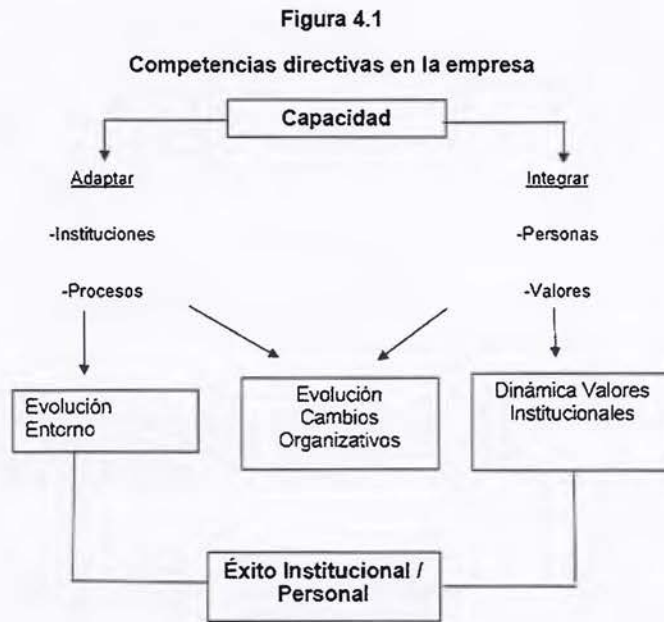 Figura 4.1
Competencias directivas en la empresa
Capacidad
Adaptar
Integrar
-Instituciones
-Personas
-Procesos
-Valores
Evolución
Entorno
Evolución
Cambios
Organizativos
Dinámica Valores
Institucionales
Éxito Institucional /
Personal